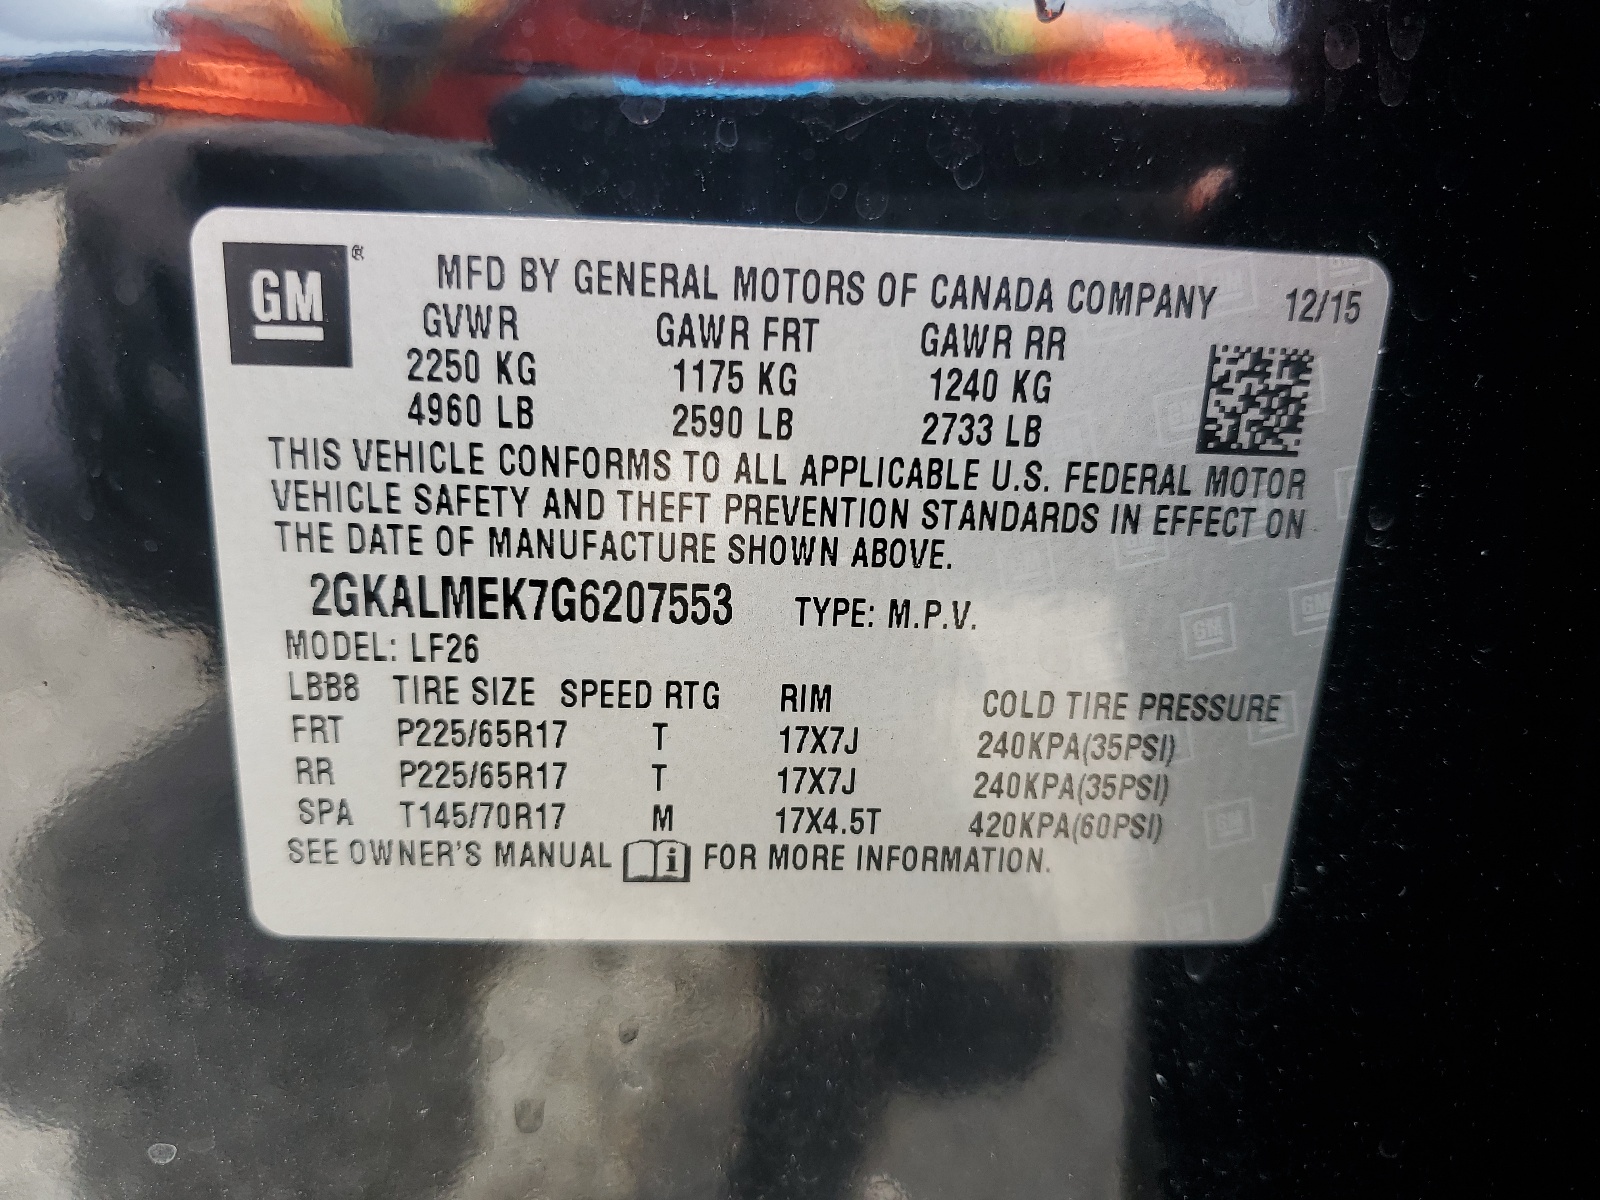 GM ® MFD BY GENERAL MOTORS OF CANADA COMPANY 12/15
GVWR GAWR FRT GAWR RR
2250 KG 1175 KG 1240 KG
4960 LB 2590 LB 2733 LB
THIS VEHICLE CONFORMS TO ALL APPLICABLE U.S. FEDERAL MOTOR
VEHICLE SAFETY AND THEFT PREVENTION STANDARDS IN EFFECT ON
THE DATE OF MANUFACTURE SHOWN ABOVE.
2GKALMEK7G6207553 TYPE: M.P.V.
MODEL: LF26
LBB8 TIRE SIZE SPEED RTG RIM COLD TIRE PRESSURE
FRT P225/65R17 T 17X7J 240KPA(35PSI)
RR P225/65R17 T 17X7J 240KPA(35PSI)
SPA T145/70R17 M 17X4.5T 420KPA(60PSI)
SEE OWNER'S MANUAL i FOR MORE INFORMATION.